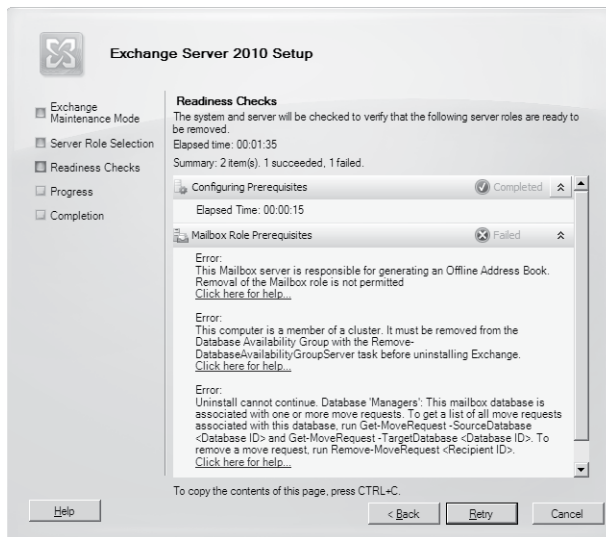 Exchange Server 2010 Setup
Exchange
Maintenance Mode
Server Role Selection
Readiness Checks
Progress
Completion
Readiness Checks
The system and server will be checked to verify that the following server roles are ready to
be removed.
Elapsed time: 00:01:35
Summary: 2 item(s). 1 succeeded, 1 failed.
Configuring Prerequisites
Completed
Elapsed Time: 00:00:15
Mailbox Role Prerequisites
Failed
Error:
This Mailbox server is responsible for generating an Offline Address Book.
Removal of the Mailbox role is not permitted
Click here for help...
Error:
This computer is a member of a cluster. It must be removed from the
Database Availability Group with the Remove-
DatabaseAvailabilityGroupServer task before uninstalling Exchange.
Click here for help...
Error:
Uninstall cannot continue. Database 'Managers': This mailbox database is
associated with one or more move requests. To get a list of all move requests
associated with this database, run Get-MoveRequest -SourceDatabase
<Database ID> and Get-MoveRequest -TargetDatabase <Database ID>. To
remove a move request, run Remove-MoveRequest <Recipient ID>.
Click here for help...
To copy the contents of this page, press CTRL+C.
Help
< Back
Retry
Cancel